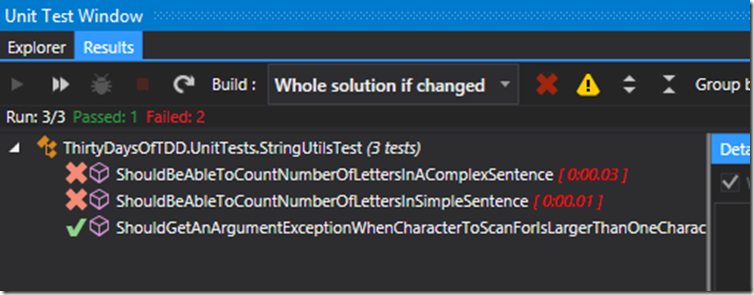 Unit Test Window
Explorer Results
Build : Whole solution if changed Group b
Run: 3/3 Passed: 1 Failed: 2
ThirtyDaysOfTDD.UnitTests.StringUtilsTest (3 tests) Deta
ShouldBeAbleToCountNumberOfLettersInAComplexSentence [ 0:00.03 ]
ShouldBeAbleToCountNumberOfLettersInSimpleSentence [ 0:00.01 ]
ShouldGetAnArgumentExceptionWhenCharacterToScanForIsLargerThanOneCharac